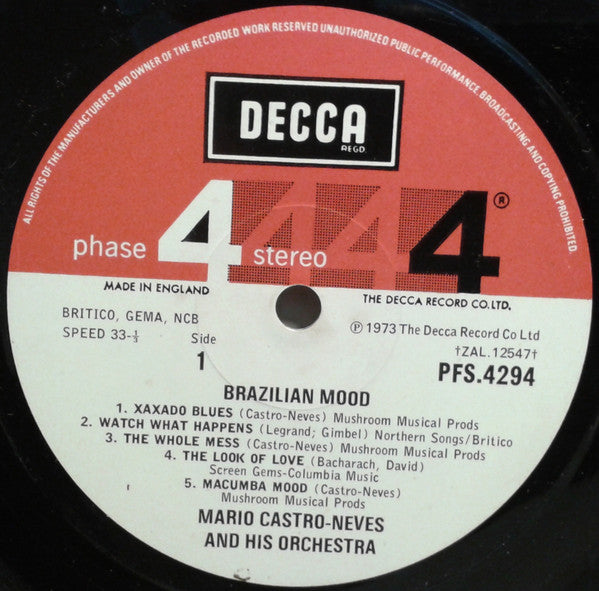 ALL RIGHTS OF THE MANUFACTURERS AND OWNER OF THE RECORDED WORK RESERVED UNAUTHORIZED PUBLIC PERFORMANCE, BROADCASTING AND COPYING PROHIBITED.
DECCA
REGD.
phase 4 stereo 4 4 4 ®
MADE IN ENGLAND
THE DECCA RECORD CO. LTD.
BRITICO, GEMA, NCB
SPEED 33-⅓
Side
1
℗ 1973 The Decca Record Co Ltd
†ZAL.12547†
PFS.4294
BRAZILIAN MOOD
1. XAXADO BLUES (Castro-Neves) Mushroom Musical Prods
2. WATCH WHAT HAPPENS (Legrand; Gimbel) Northern Songs/Britico
3. THE WHOLE MESS (Castro-Neves) Mushroom Musical Prods
4. THE LOOK OF LOVE (Bacharach, David)
Screen Gems-Columbia Music
5. MACUMBA MOOD (Castro-Neves)
Mushroom Musical Prods
MARIO CASTRO-NEVES
AND HIS ORCHESTRA